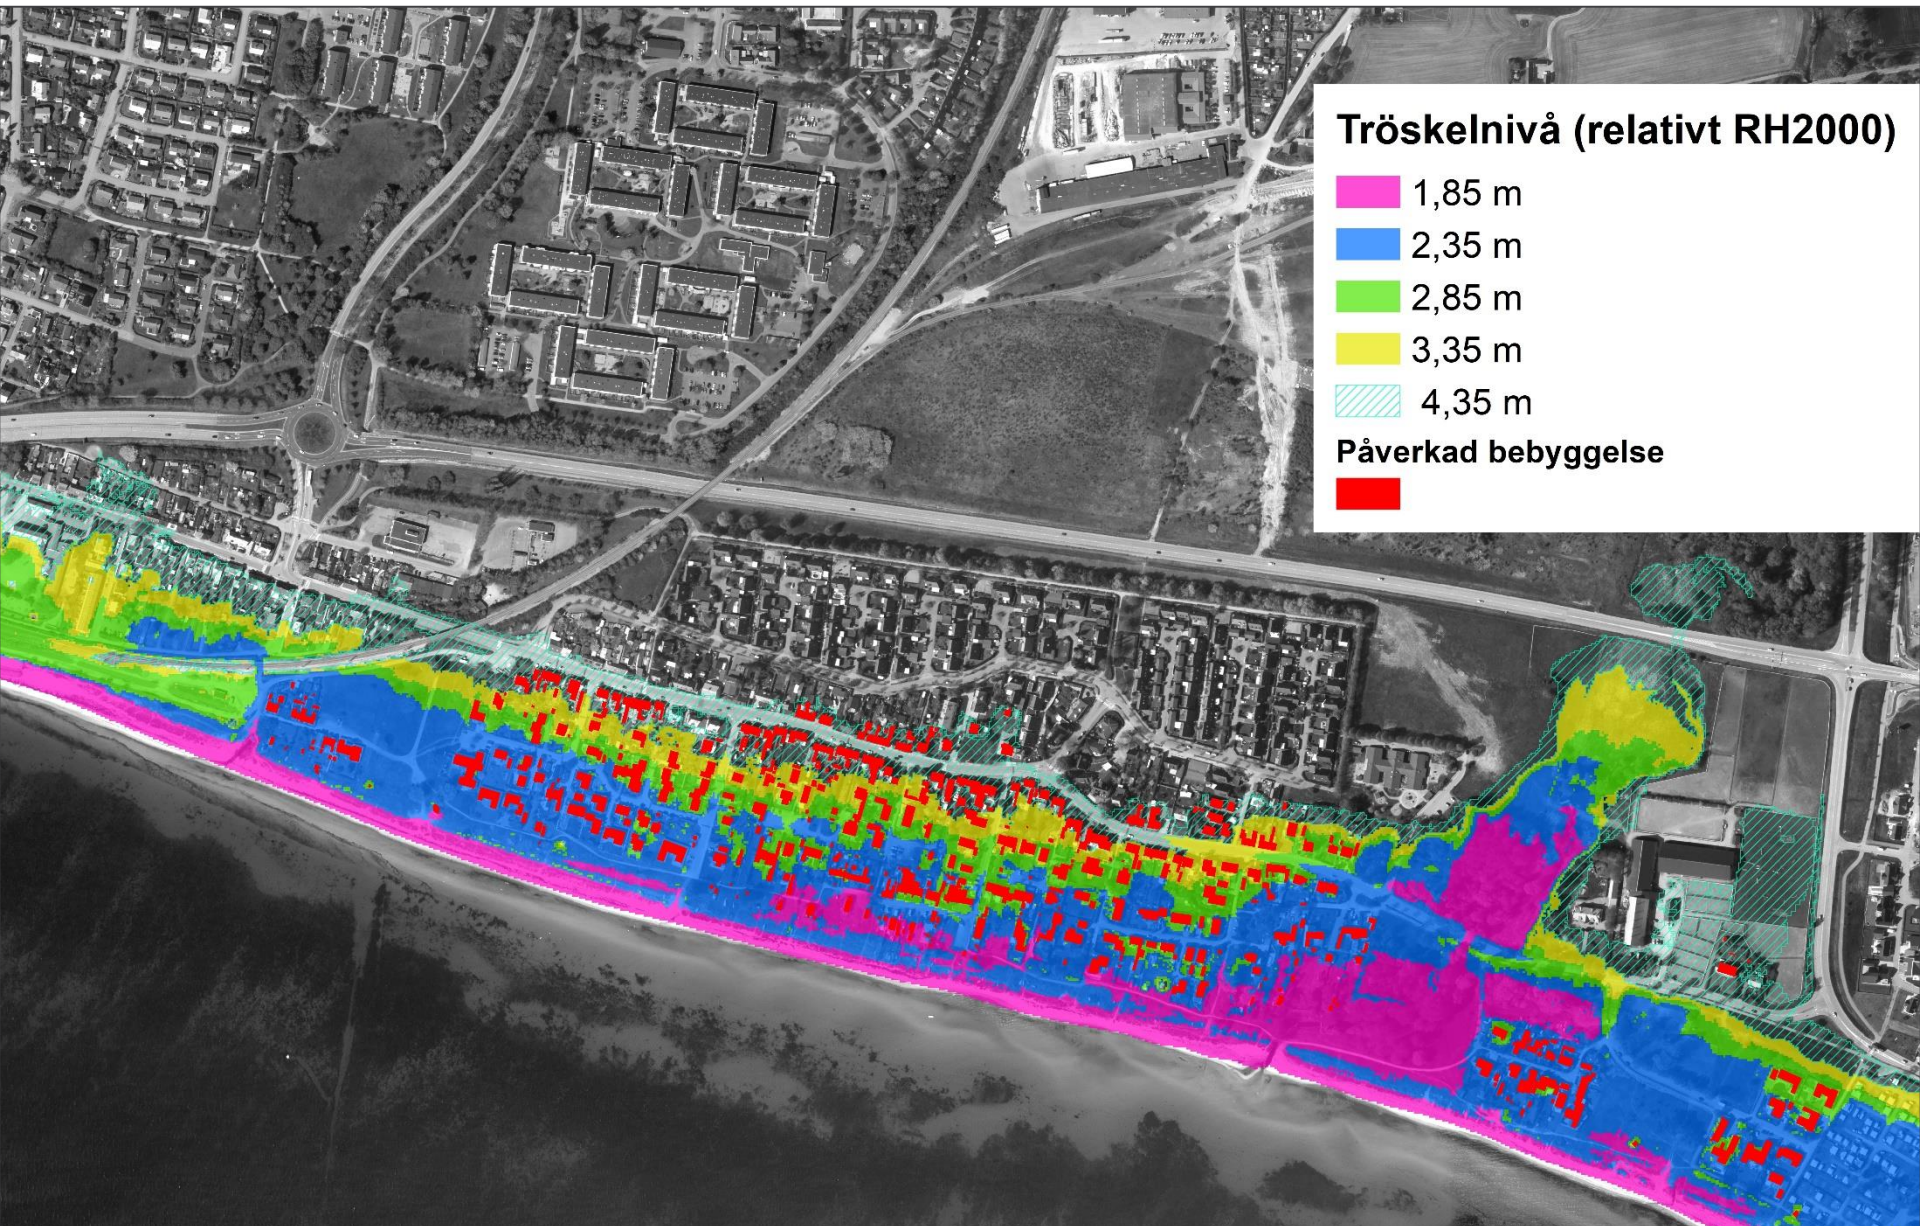 Tröskelnivå (relativt RH2000)
1,85 m
2,35 m
2,85 m
3,35 m
4,35 m
Påverkad bebyggelse